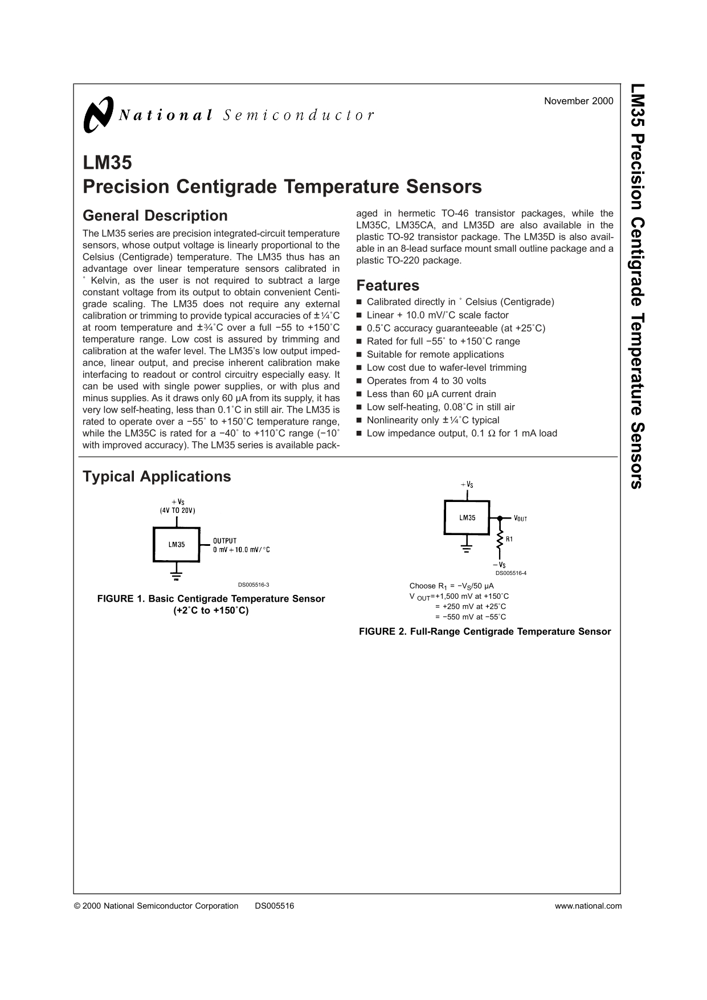 November 2000
National Semiconductor
LM35
Precision Centigrade Temperature Sensors
General Description
The LM35 series are precision integrated-circuit temperature
sensors, whose output voltage is linearly proportional to the
Celsius (Centigrade) temperature. The LM35 thus has an
advantage over linear temperature sensors calibrated in
˚ Kelvin, as the user is not required to subtract a large
constant voltage from its output to obtain convenient Centi-
grade scaling. The LM35 does not require any external
calibration or trimming to provide typical accuracies of ±¼˚C
at room temperature and ±¾˚C over a full −55 to +150˚C
temperature range. Low cost is assured by trimming and
calibration at the wafer level. The LM35's low output imped-
ance, linear output, and precise inherent calibration make
interfacing to readout or control circuitry especially easy. It
can be used with single power supplies, or with plus and
minus supplies. As it draws only 60 µA from its supply, it has
very low self-heating, less than 0.1˚C in still air. The LM35 is
rated to operate over a −55˚ to +150˚C temperature range,
while the LM35C is rated for a −40˚ to +110˚C range (−10˚
with improved accuracy). The LM35 series is available pack-
aged in hermetic TO-46 transistor packages, while the
LM35C, LM35CA, and LM35D are also available in the
plastic TO-92 transistor package. The LM35D is also avail-
able in an 8-lead surface mount small outline package and a
plastic TO-220 package.
Features
■ Calibrated directly in ˚ Celsius (Centigrade)
■ Linear + 10.0 mV/˚C scale factor
■ 0.5˚C accuracy guaranteeable (at +25˚C)
■ Rated for full −55˚ to +150˚C range
■ Suitable for remote applications
■ Low cost due to wafer-level trimming
■ Operates from 4 to 30 volts
■ Less than 60 µA current drain
■ Low self-heating, 0.08˚C in still air
■ Nonlinearity only ±¼˚C typical
■ Low impedance output, 0.1 Ω for 1 mA load
Typical Applications
+VS
(4V TO 20V)
LM35
OUTPUT
0 mV+10.0 mV/°C
DS005516-3
FIGURE 1. Basic Centigrade Temperature Sensor
(+2˚C to +150˚C)
+VS
LM35
VOUT
R1
−VS
DS005516-4
Choose R1 = −VS/50 µA
V OUT=+1,500 mV at +150˚C
= +250 mV at +25˚C
= −550 mV at −55˚C
FIGURE 2. Full-Range Centigrade Temperature Sensor
LM35 Precision Centigrade Temperature Sensors
© 2000 National Semiconductor Corporation DS005516 www.national.com